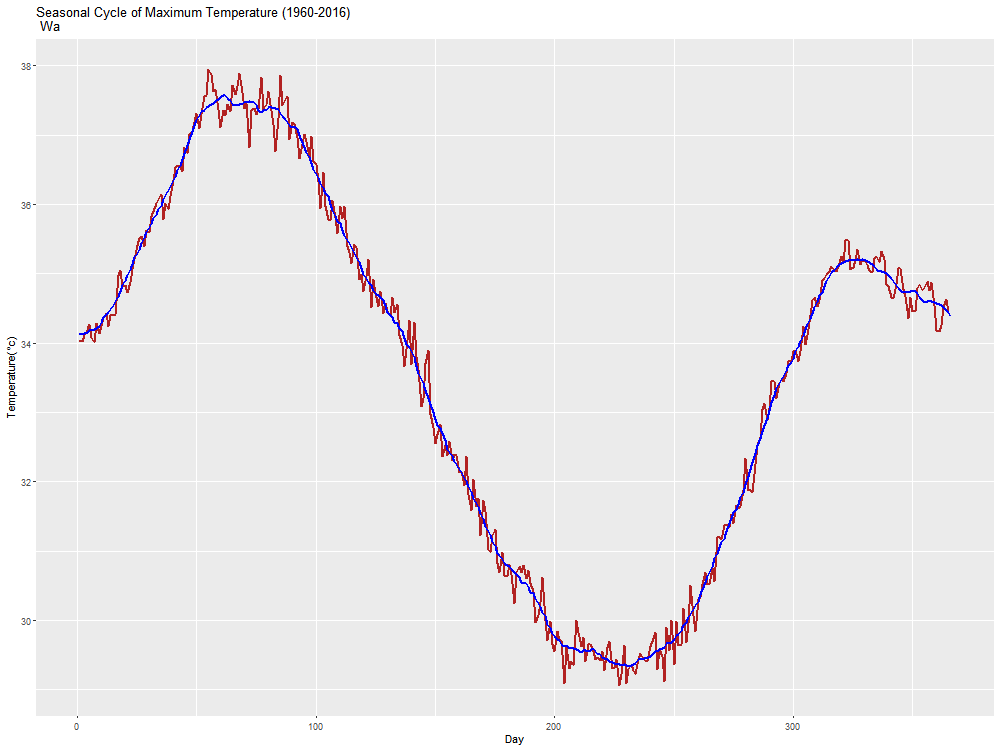 Seasonal Cycle of Maximum Temperature (1960-2016)
Wa
38
36
34
32
30
Temperature(°c)
0 100 200 300
Day